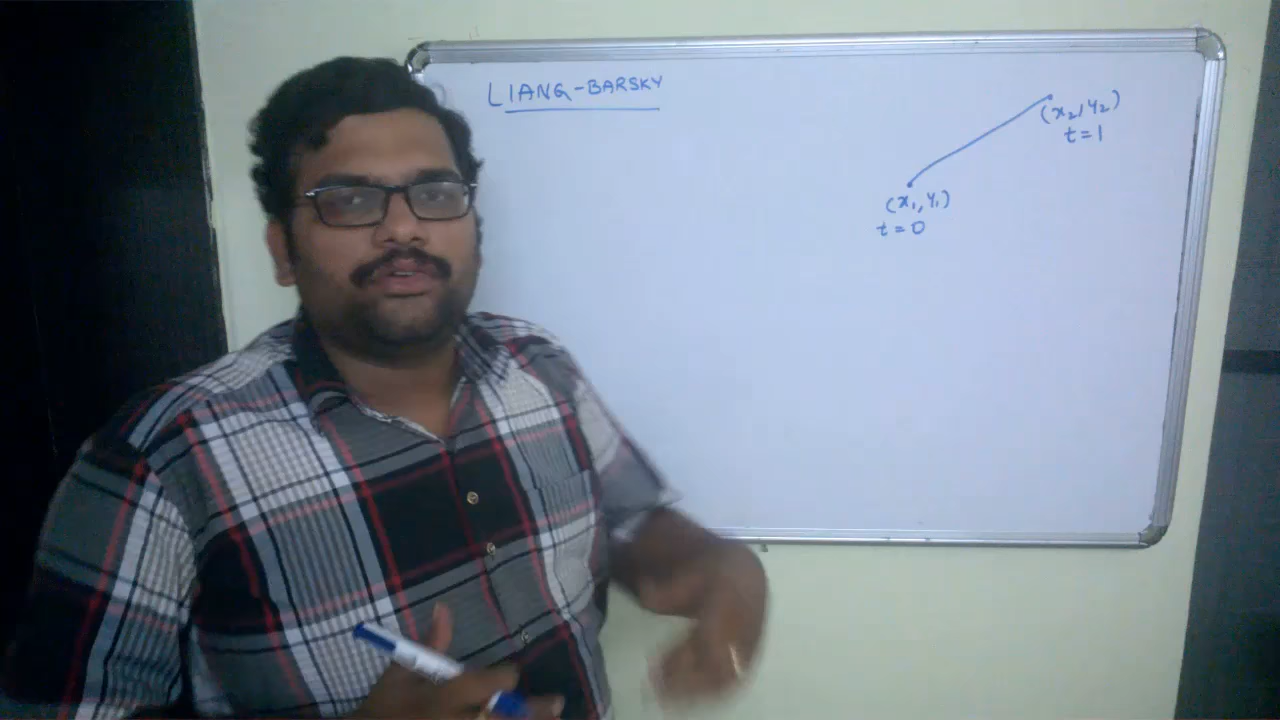 LIANG-BARSKY
(x₂, y₂)
t = 1
(x₁, y₁)
t = 0